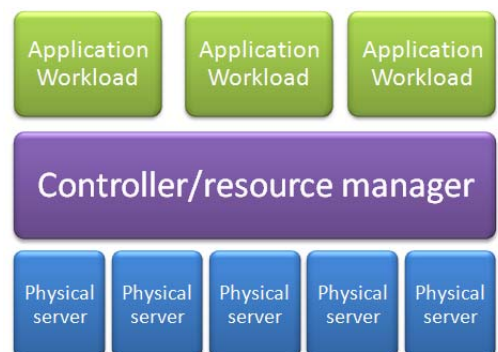 Application Application Application
Workload Workload Workload
Controller/resource manager
Physical Physical Physical Physical Physical
server server server server server